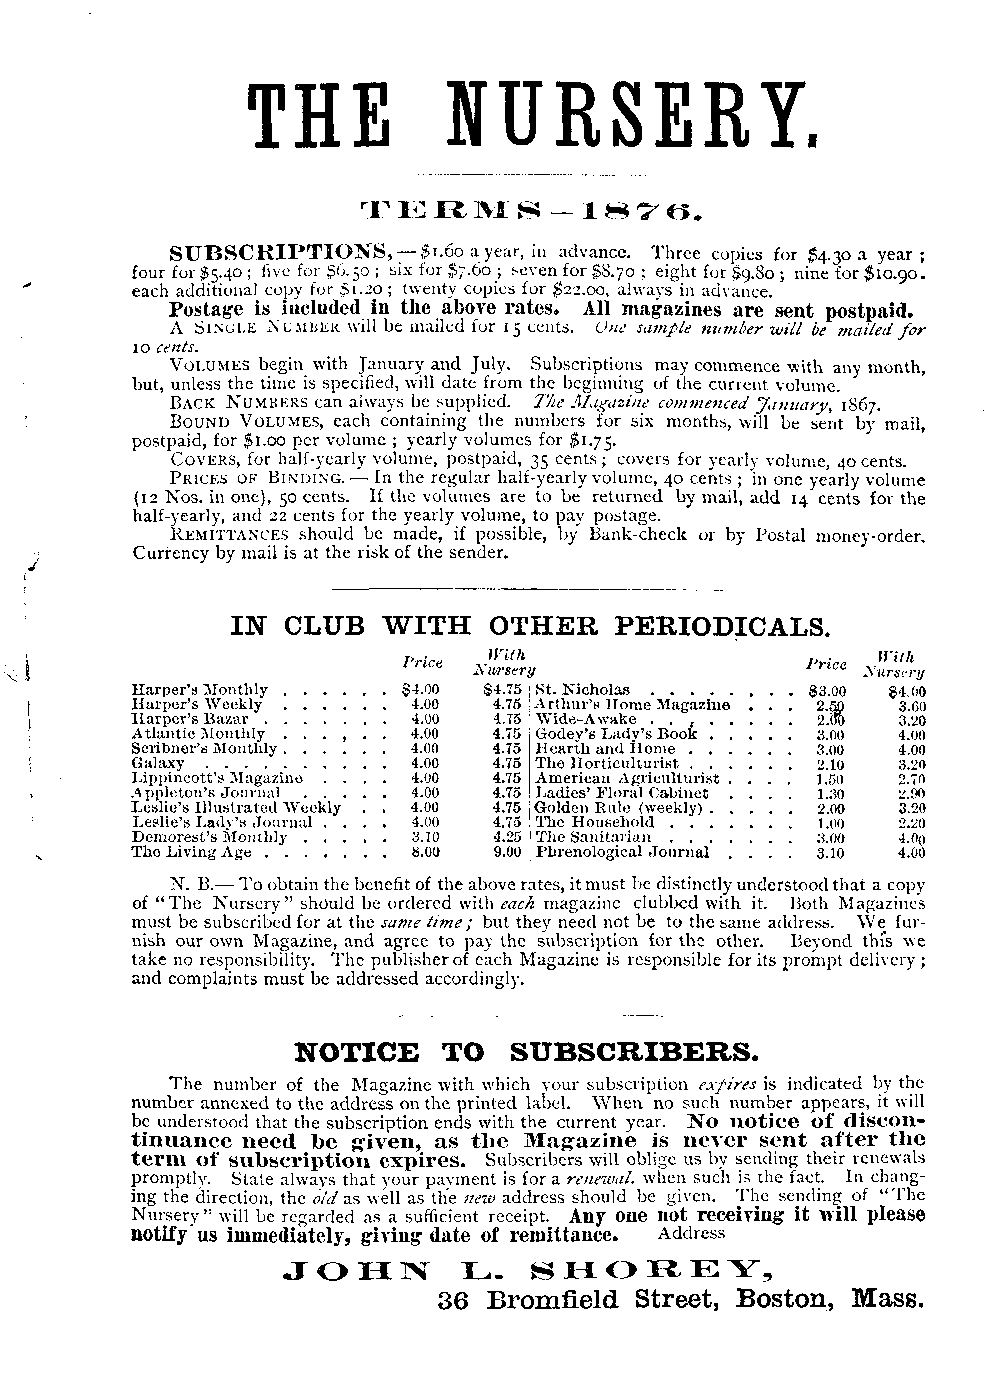 THE NURSERY.
TERMS—1876.
SUBSCRIPTIONS,—$1.60 a year, in advance. Three copies for $4.30 a year ;
four for $5.40 ; five for $6.50 ; six for $7.60 ; seven for $8.70 ; eight for $9.80 ; nine for $10.90.
each additional copy for $1.20 ; twenty copies for $22.00, always in advance.
Postage is included in the above rates. All magazines are sent postpaid.
A SINGLE NUMBER will be mailed for 15 cents. One sample number will be mailed for
10 cents.
VOLUMES begin with January and July. Subscriptions may commence with any month,
but, unless the time is specified, will date from the beginning of the current volume.
BACK NUMBERS can always be supplied. The Magazine commenced January, 1867.
BOUND VOLUMES, each containing the numbers for six months, will be sent by mail,
postpaid, for $1.00 per volume ; yearly volumes for $1.75.
COVERS, for half-yearly volume, postpaid, 35 cents ; covers for yearly volume, 40 cents.
PRICES OF BINDING.—In the regular half-yearly volume, 40 cents ; in one yearly volume
(12 Nos. in one), 50 cents. If the volumes are to be returned by mail, add 14 cents for the
half-yearly, and 22 cents for the yearly volume, to pay postage.
REMITTANCES should be made, if possible, by Bank-check or by Postal money-order.
Currency by mail is at the risk of the sender.
IN CLUB WITH OTHER PERIODICALS.
Price With Nursery Price With Nursery
Harper's Monthly . . . . . . $4.00 $4.75 St. Nicholas . . . . . . . . $3.00 $4.00
Harper's Weekly . . . . . . 4.00 4.75 Arthur's Home Magazine . . . 2.50 3.60
Harper's Bazar . . . . . . . 4.00 4.75 Wide-Awake . . . . . . . . 2.00 3.20
Atlantic Monthly . . . . . . 4.00 4.75 Godey's Lady's Book . . . . . 3.00 4.00
Scribner's Monthly . . . . . . 4.00 4.75 Hearth and Home . . . . . . 3.00 4.00
Galaxy . . . . . . . . . . 4.00 4.75 The Horticulturist . . . . . . 2.10 3.20
Lippincott's Magazine . . . . 4.00 4.75 American Agriculturist . . . . 1.50 2.70
Appleton's Journal . . . . . 4.00 4.75 Ladies' Floral Cabinet . . . . 1.30 2.90
Leslie's Illustrated Weekly . . 4.00 4.75 Golden Rule (weekly) . . . . . 2.00 3.20
Leslie's Lady's Journal . . . . 4.00 4.75 The Household . . . . . . . 1.00 2.20
Demorest's Monthly . . . . . 3.10 4.25 The Sanitarian . . . . . . . 3.00 4.00
The Living Age . . . . . . . 8.00 9.00 Phrenological Journal . . . . 3.10 4.00
N. B.—To obtain the benefit of the above rates, it must be distinctly understood that a copy
of "The Nursery" should be ordered with each magazine clubbed with it. Both Magazines
must be subscribed for at the same time; but they need not be to the same address. We fur-
nish our own Magazine, and agree to pay the subscription for the other. Beyond this we
take no responsibility. The publisher of each Magazine is responsible for its prompt delivery ;
and complaints must be addressed accordingly.
NOTICE TO SUBSCRIBERS.
The number of the Magazine with which your subscription expires is indicated by the
number annexed to the address on the printed label. When no such number appears, it will
be understood that the subscription ends with the current year. No notice of discon-
tinuance need be given, as the Magazine is never sent after the
term of subscription expires. Subscribers will oblige us by sending their renewals
promptly. State always that your payment is for a renewal, when such is the fact. In chang-
ing the direction, the old as well as the new address should be given. The sending of "The
Nursery" will be regarded as a sufficient receipt. Any one not receiving it will please
notify us immediately, giving date of remittance. Address
JOHN L. SHOREY,
36 Bromfield Street, Boston, Mass.